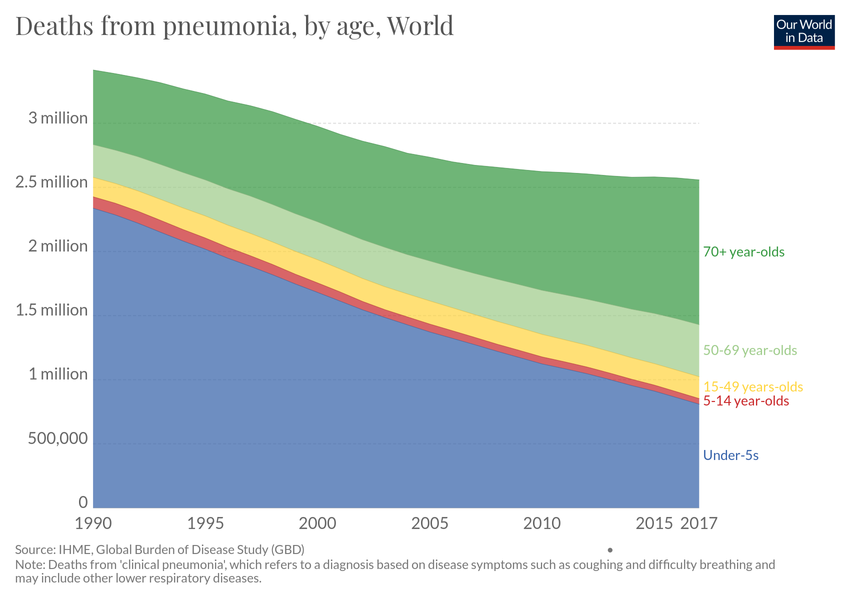 Deaths from pneumonia, by age, World
Our World
in Data
3 million
2.5 million
2 million
1.5 million
1 million
500,000
0
70+ year-olds
50-69 year-olds
15-49 years-olds
5-14 year-olds
Under-5s
1990 1995 2000 2005 2010 2015 2017
Source: IHME, Global Burden of Disease Study (GBD)
Note: Deaths from 'clinical pneumonia', which refers to a diagnosis based on disease symptoms such as coughing and difficulty breathing and
may include other lower respiratory diseases.